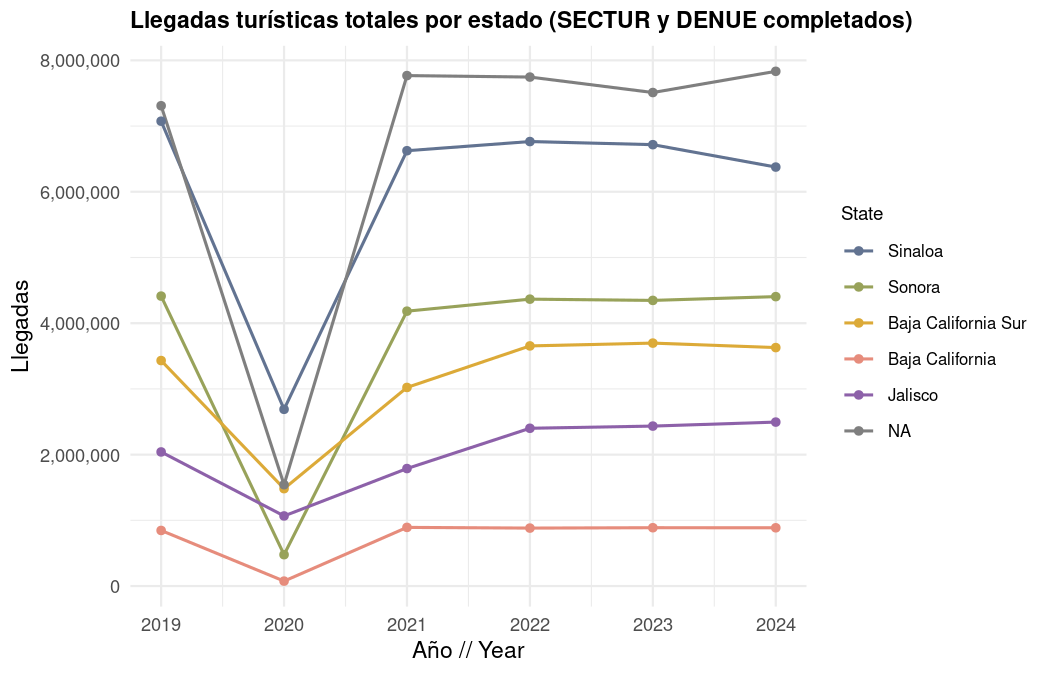 Llegadas turísticas totales por estado (SECTUR y DENUE completados)
8,000,000
6,000,000
4,000,000
2,000,000
0
Llegadas
2019 2020 2021 2022 2023 2024
Año // Year
State
Sinaloa
Sonora
Baja California Sur
Baja California
Jalisco
NA